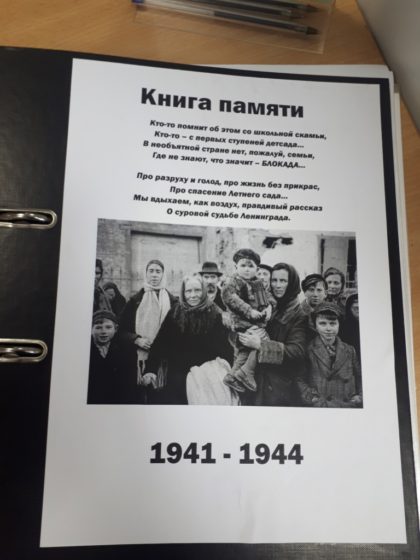 Книга памяти
Кто-то помнит об этом со школьной скамьи,
Кто-то – с первых ступеней детсада...
В необъятной стране нет, пожалуй, семьи,
Где не знают, что значит – БЛОКАДА...
Про разруху и голод, про жизнь без прикрас,
Про спасение Летнего сада...
Мы вдыхаем, как воздух, правдивый рассказ
О суровой судьбе Ленинграда.
1941 - 1944